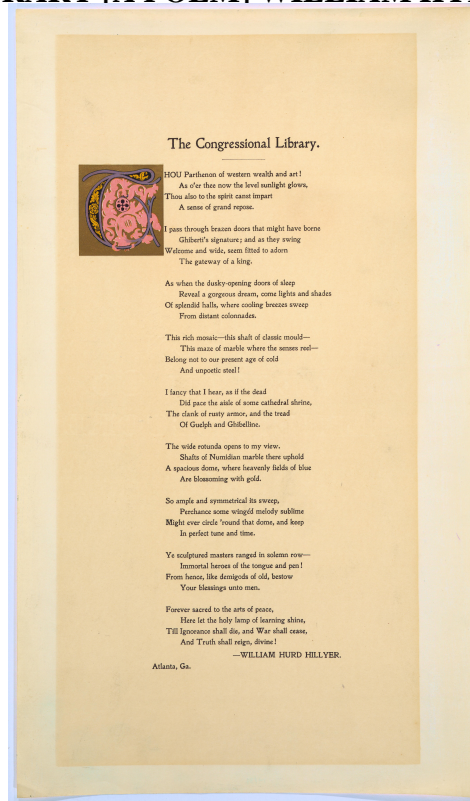 The Congressional Library.
THOU Parthenon of western wealth and art!
As o'er thee now the level sunlight glows,
Thou also to the spirit canst impart
A sense of grand repose.
I pass through brazen doors that might have borne
Ghiberti's signature; and as they swing
Welcome and wide, seem fitted to adorn
The gateway of a king.
As when the dusky-opening doors of sleep
Reveal a gorgeous dream, come lights and shades
Of splendid halls, where cooling breezes sweep
From distant colonnades.
This rich mosaic—this shaft of classic mould—
This maze of marble where the senses reel—
Belong not to our present age of cold
And unpoetic steel!
I fancy that I hear, as if the dead
Did pace the aisle of some cathedral shrine,
The clank of rusty armor, and the tread
Of Guelph and Ghibelline.
The wide rotunda opens to my view.
Shafts of Numidian marble there uphold
A spacious dome, where heavenly fields of blue
Are blossoming with gold.
So ample and symmetrical its sweep,
Perchance some wingéd melody sublime
Might ever circle 'round that dome, and keep
In perfect tune and time.
Ye sculptured masters ranged in solemn row—
Immortal heroes of the tongue and pen!
From hence, like demigods of old, bestow
Your blessings unto men.
Forever sacred to the arts of peace,
Here let the holy lamp of learning shine,
Till Ignorance shall die, and War shall cease,
And Truth shall reign, divine!
—WILLIAM HURD HILLYER.
Atlanta, Ga.